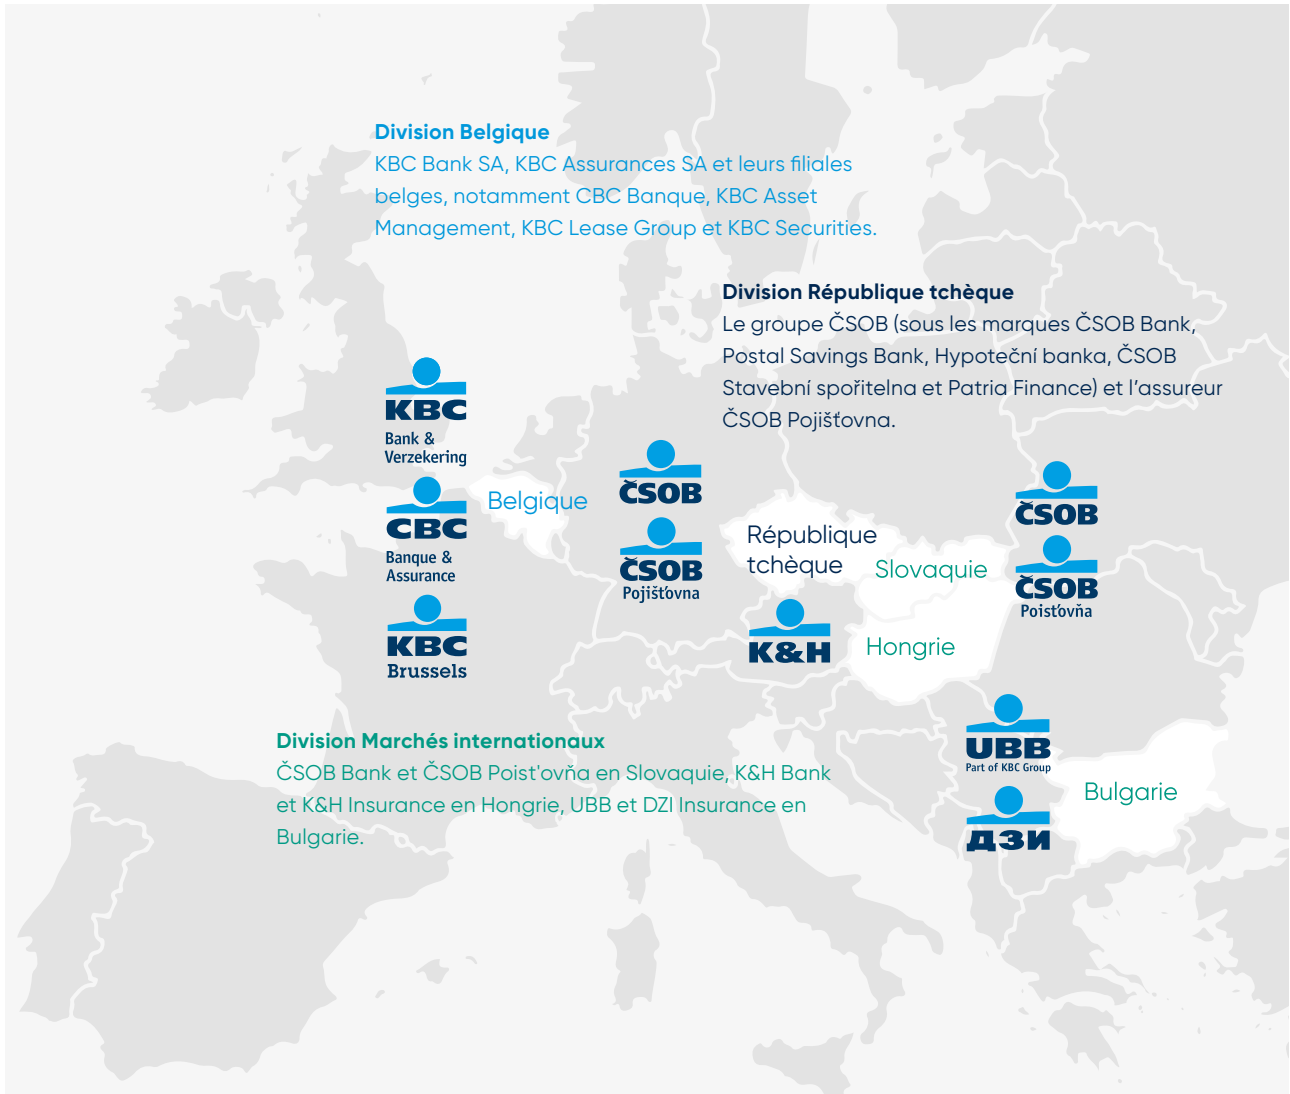 Division Belgique
KBC Bank SA, KBC Assurances SA et leurs filiales
belges, notamment CBC Banque, KBC Asset
Management, KBC Lease Group et KBC Securities.
Division République tchèque
Le groupe ČSOB (sous les marques ČSOB Bank,
Postal Savings Bank, Hypoteční banka, ČSOB
Stavební spořitelna et Patria Finance) et l’assureur
ČSOB Pojišťovna.
KBC
Bank &
Verzekering
CBC
Banque &
Assurance
KBC
Brussels
Belgique
ČSOB
ČSOB
Pojišťovna
République
tchèque
Slovaquie
ČSOB
ČSOB
Poisťovňa
K&H
Hongrie
Division Marchés internationaux
ČSOB Bank et ČSOB Poist'ovňa en Slovaquie, K&H Bank
et K&H Insurance en Hongrie, UBB et DZI Insurance en
Bulgarie.
UBB
Part of KBC Group
ДЗИ
Bulgarie